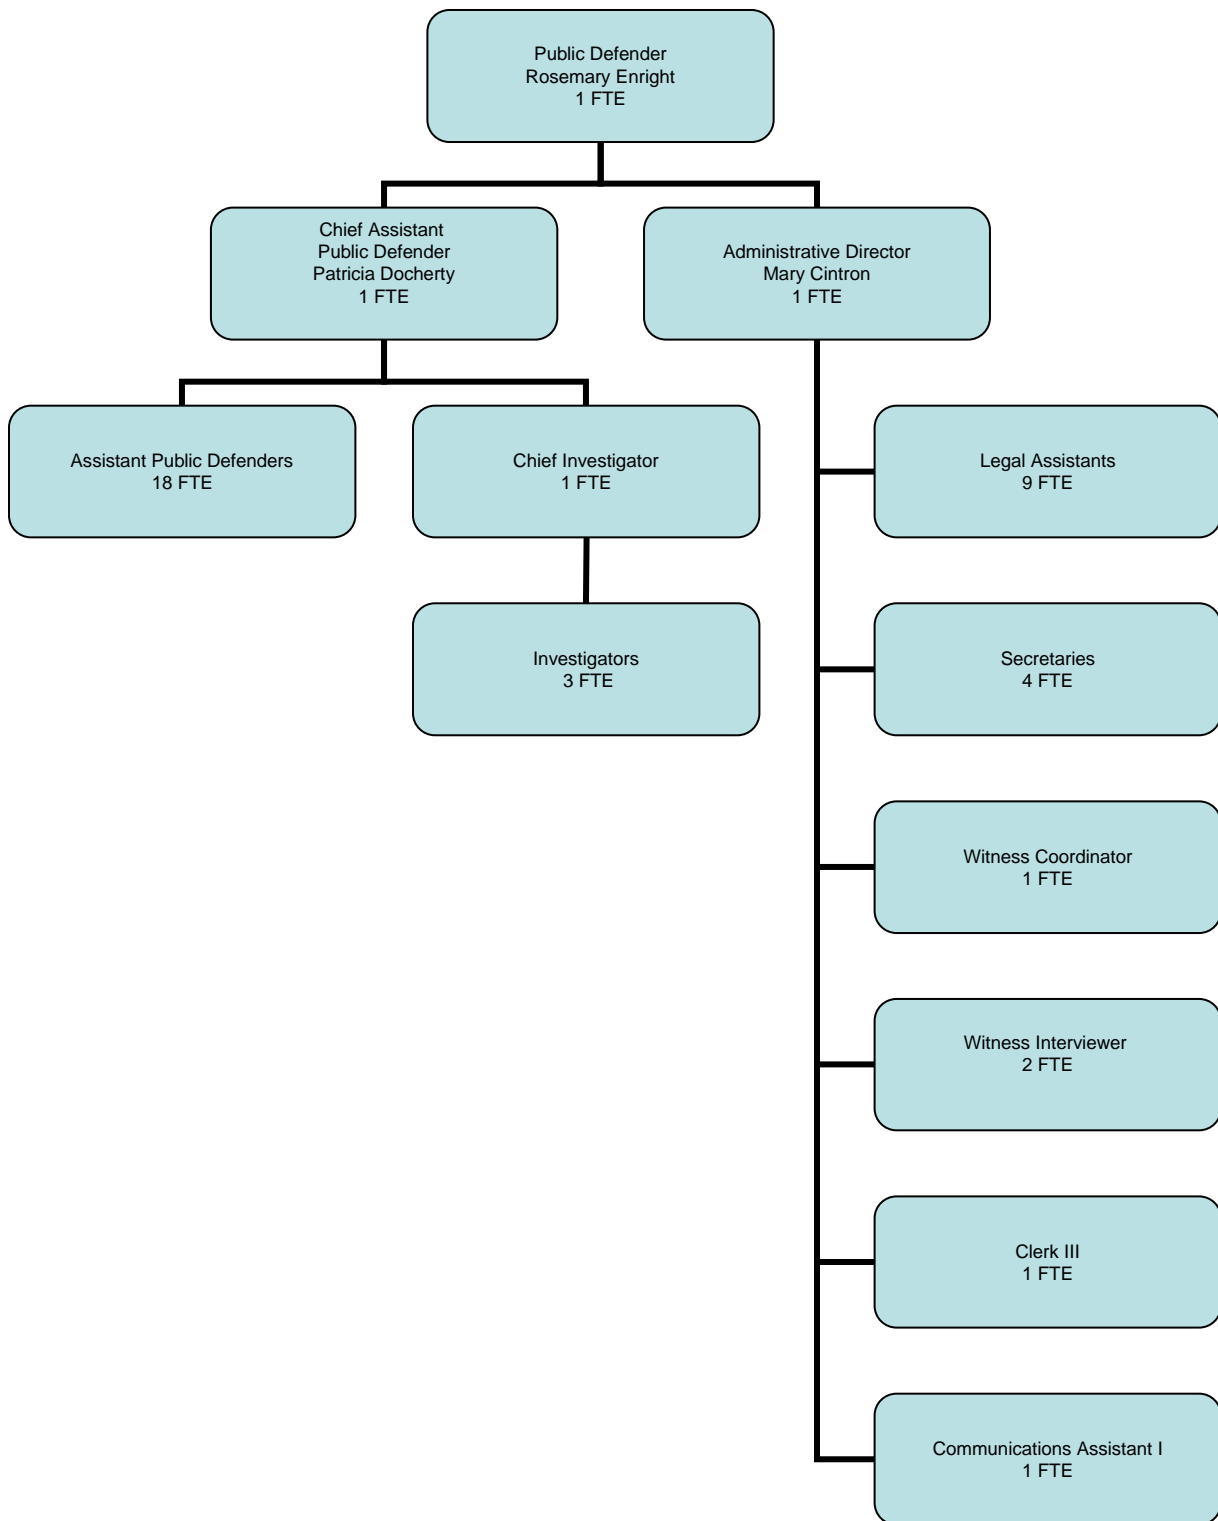 Public Defender
Rosemary Enright
1 FTE
Chief Assistant
Public Defender
Patricia Docherty
1 FTE
Administrative Director
Mary Cintron
1 FTE
Assistant Public Defenders
18 FTE
Chief Investigator
1 FTE
Legal Assistants
9 FTE
Investigators
3 FTE
Secretaries
4 FTE
Witness Coordinator
1 FTE
Witness Interviewer
2 FTE
Clerk III
1 FTE
Communications Assistant I
1 FTE